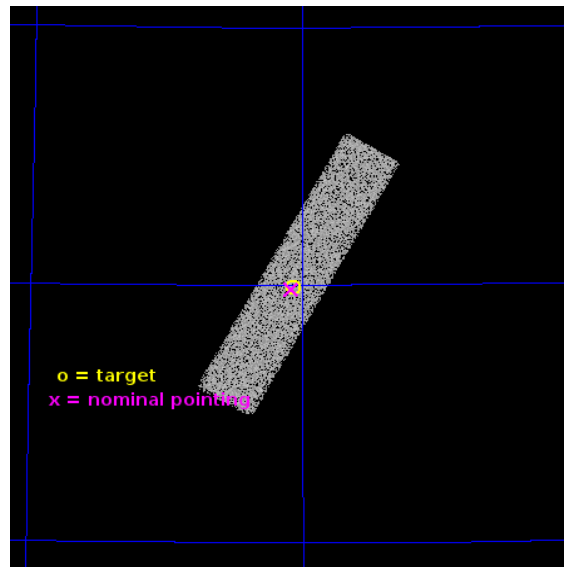 o = target
x = nominal pointing